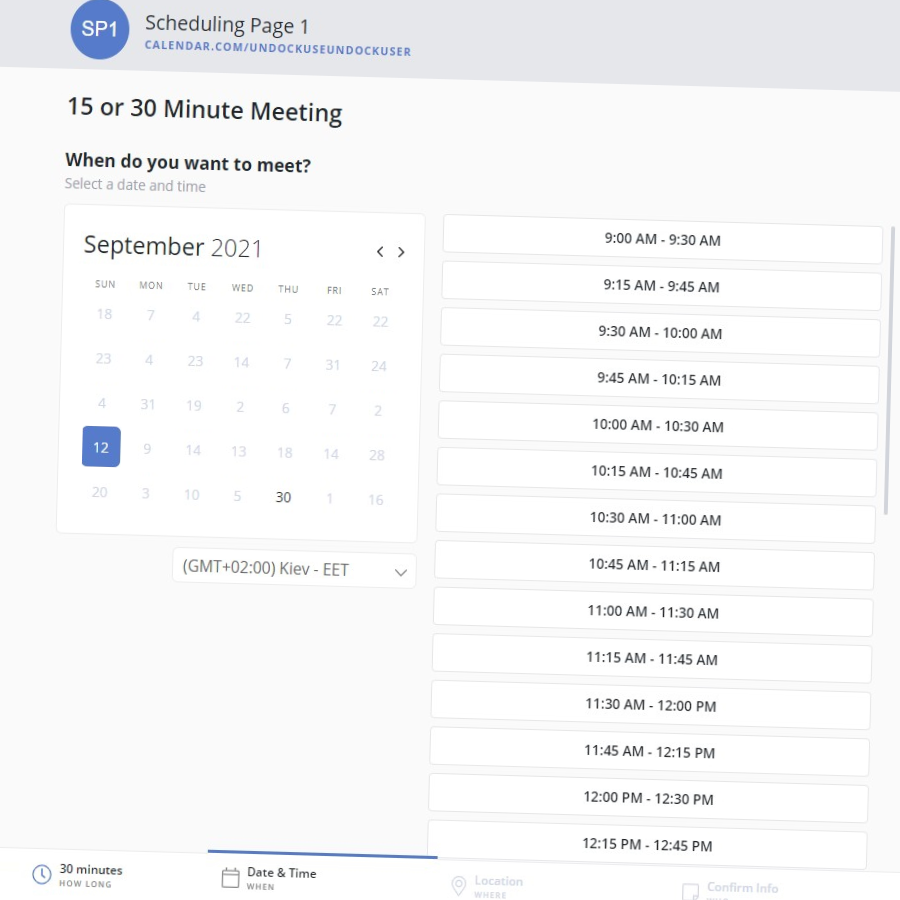 SP1
Scheduling Page 1
CALENDAR.COM/UNDOCKUSEUNDOCKUSER
15 or 30 Minute Meeting
When do you want to meet?
Select a date and time
September 2021
SUN MON TUE WED THU FRI SAT
18 7 4 22 5 22 22
23 4 23 14 7 31 24
4 31 19 2 6 7 2
12 9 14 13 18 14 28
20 3 10 5 30 1 16
(GMT+02:00) Kiev - EET
9:00 AM - 9:30 AM
9:15 AM - 9:45 AM
9:30 AM - 10:00 AM
9:45 AM - 10:15 AM
10:00 AM - 10:30 AM
10:15 AM - 10:45 AM
10:30 AM - 11:00 AM
10:45 AM - 11:15 AM
11:00 AM - 11:30 AM
11:15 AM - 11:45 AM
11:30 AM - 12:00 PM
11:45 AM - 12:15 PM
12:00 PM - 12:30 PM
12:15 PM - 12:45 PM
30 minutes
HOW LONG
Date & Time
WHEN
Location
WHERE
Confirm Info